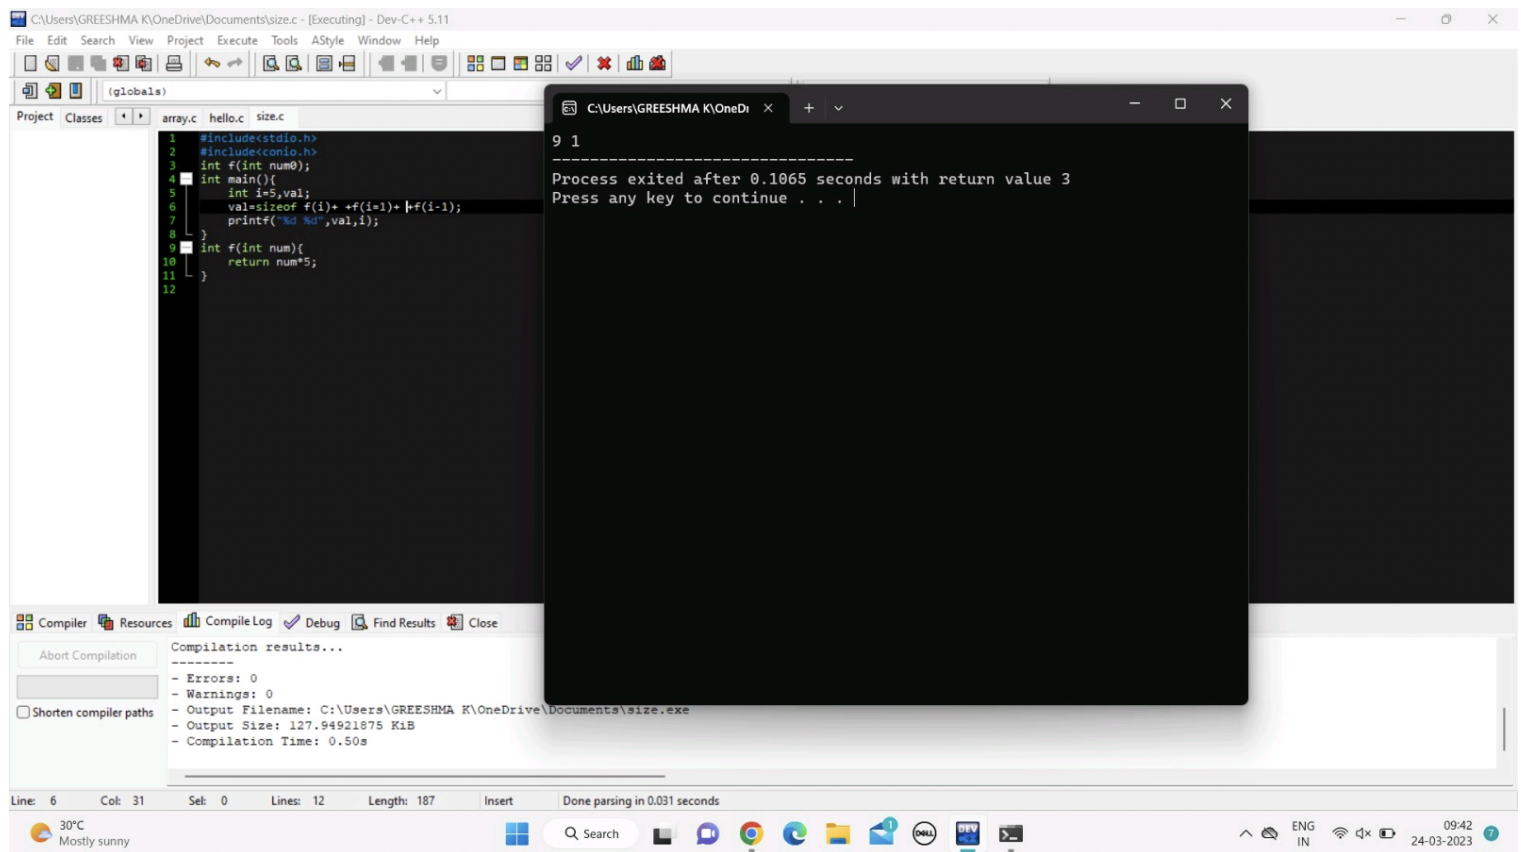 C:\Users\GREESHMA K\OneDrive\Documents\size.c - [Executing] - Dev-C++ 5.11
File Edit Search View Project Execute Tools AStyle Window Help
(globals)
Project Classes
array.c hello.c size.c
1 #include<stdio.h>
2 #include<conio.h>
3 int f(int num0);
4 int main(){
5 int i=5,val;
6 val=sizeof f(i)+ +f(i=1)+ +f(i-1);
7 printf("%d %d",val,i);
8 }
9 int f(int num){
10 return num*5;
11 }
12
C:\Users\GREESHMA K\OneDr
9 1
--------------------------------
Process exited after 0.1065 seconds with return value 3
Press any key to continue . . .
Compiler Resources Compile Log Debug Find Results Close
Abort Compilation
Shorten compiler paths
Compilation results...
--------
- Errors: 0
- Warnings: 0
- Output Filename: C:\Users\GREESHMA K\OneDrive\Documents\size.exe
- Output Size: 127.94921875 KiB
- Compilation Time: 0.50s
Line: 6 Col: 31 Sel: 0 Lines: 12 Length: 187 Insert Done parsing in 0.031 seconds
30°C
Mostly sunny
Search
1
DELL
DEV
ENG
IN
09:42
24-03-2023
7